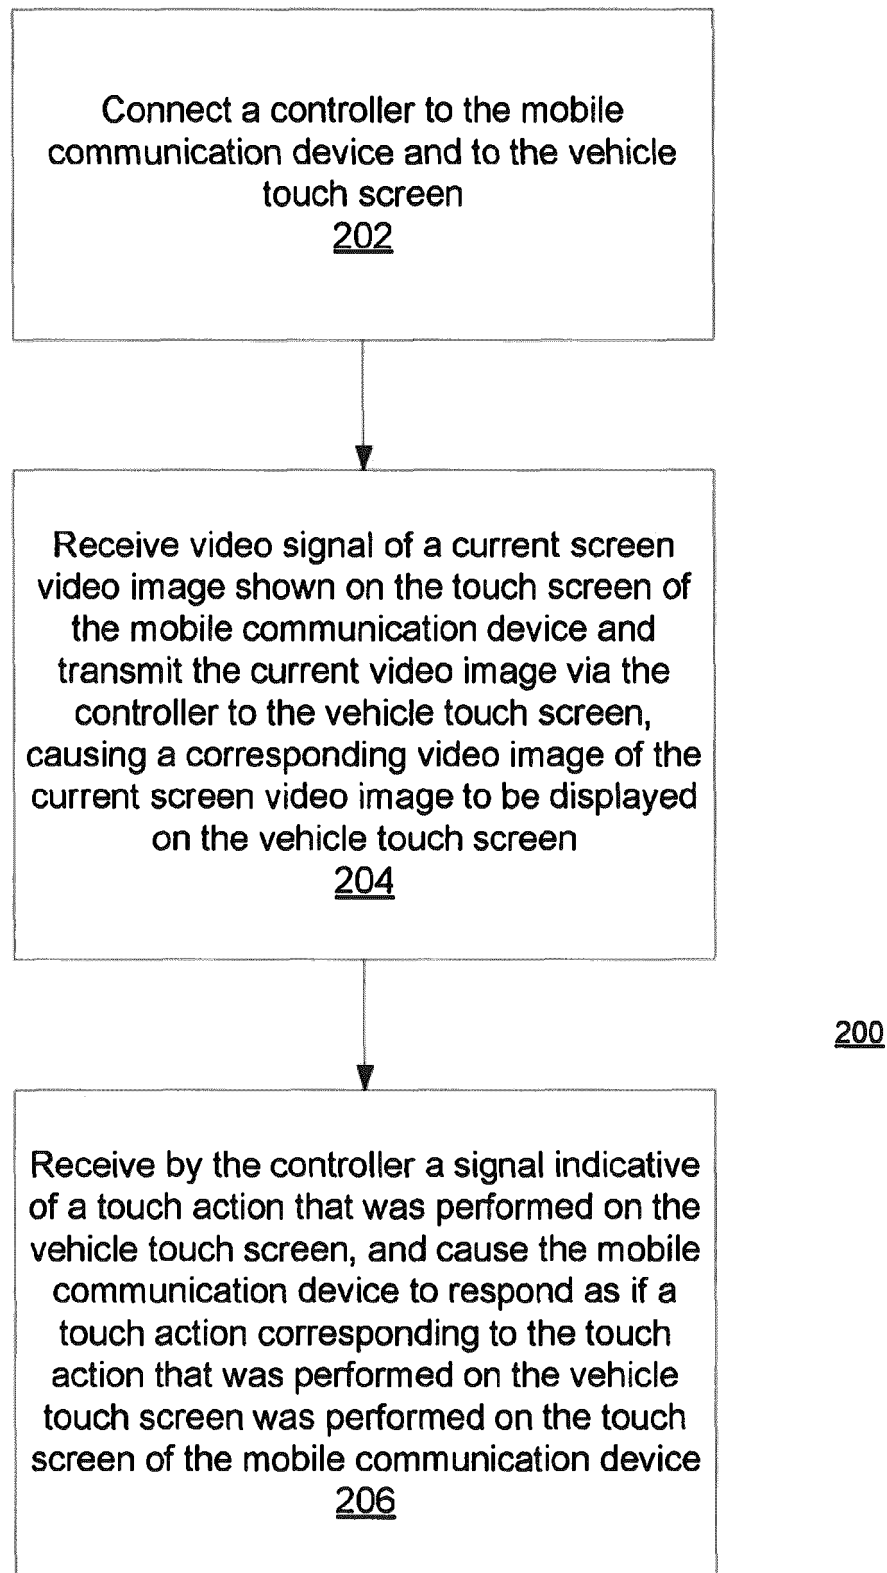 Connect a controller to the mobile
communication device and to the vehicle
touch screen
202
Receive video signal of a current screen
video image shown on the touch screen of
the mobile communication device and
transmit the current video image via the
controller to the vehicle touch screen,
causing a corresponding video image of the
current screen video image to be displayed
on the vehicle touch screen
204
200
Receive by the controller a signal indicative
of a touch action that was performed on the
vehicle touch screen, and cause the mobile
communication device to respond as if a
touch action corresponding to the touch
action that was performed on the vehicle
touch screen was performed on the touch
screen of the mobile communication device
206